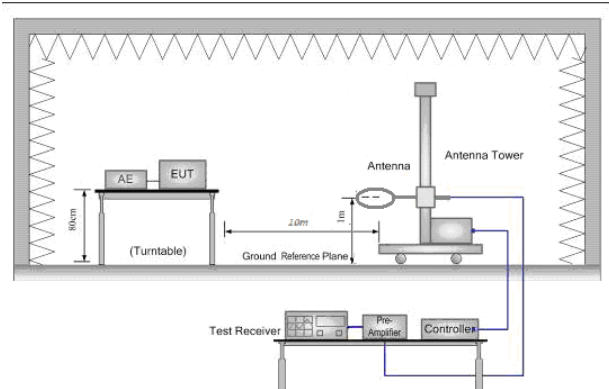 Antenna Tower
Antenna
AE
EUT
80cm
(Turntable)
10m
1m
Ground Reference Plane
Test Receiver
Pre-
Amplifier
Controller